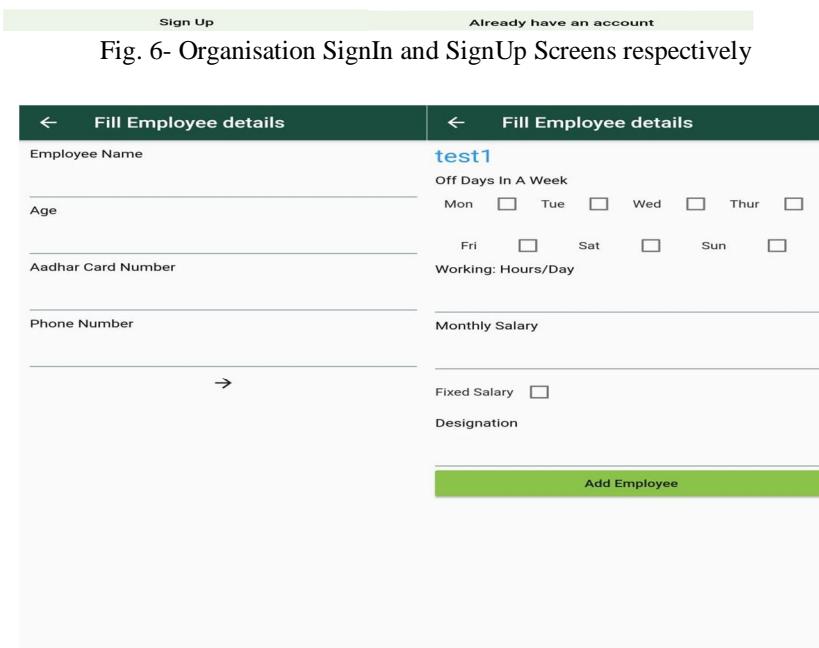 Sign Up
Already have an account
Fig. 6- Organisation SignIn and SignUp Screens respectively
Fill Employee details
Employee Name
Age
Aadhar Card Number
Phone Number
Fill Employee details
test1
Off Days In A Week
Mon Tue Wed Thur
Fri Sat Sun
Working: Hours/Day
Monthly Salary
Fixed Salary
Designation
Add Employee